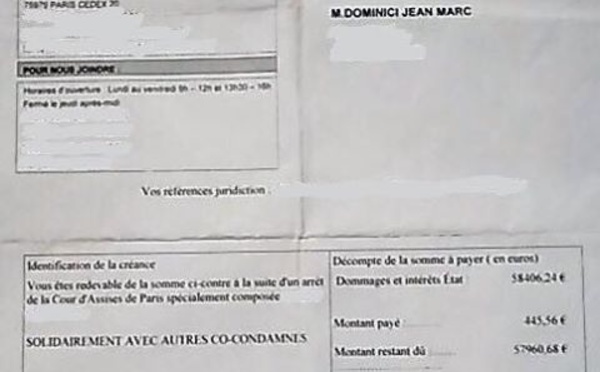 75979 PARIS CEDEX 20
M.DOMINICI JEAN MARC
POUR NOUS JOINDRE :
Horaires d'ouverture : Lundi au vendredi 9h - 12h et 13h30 - 16h
Fermé le jeudi après-midi
Vos références juridiction :
Identification de la créance
Vous êtes redevable de la somme ci-contre à la suite d'un arrêt
de la Cour d'Assises de Paris spécialement composée
SOLIDAIREMENT AVEC AUTRES CO-CONDAMNES
Décompte de la somme à payer ( en euros)
Dommages et intérêts État : 58406,24 €
Montant payé : 445,56 €
Montant restant dû : 57960,68 €